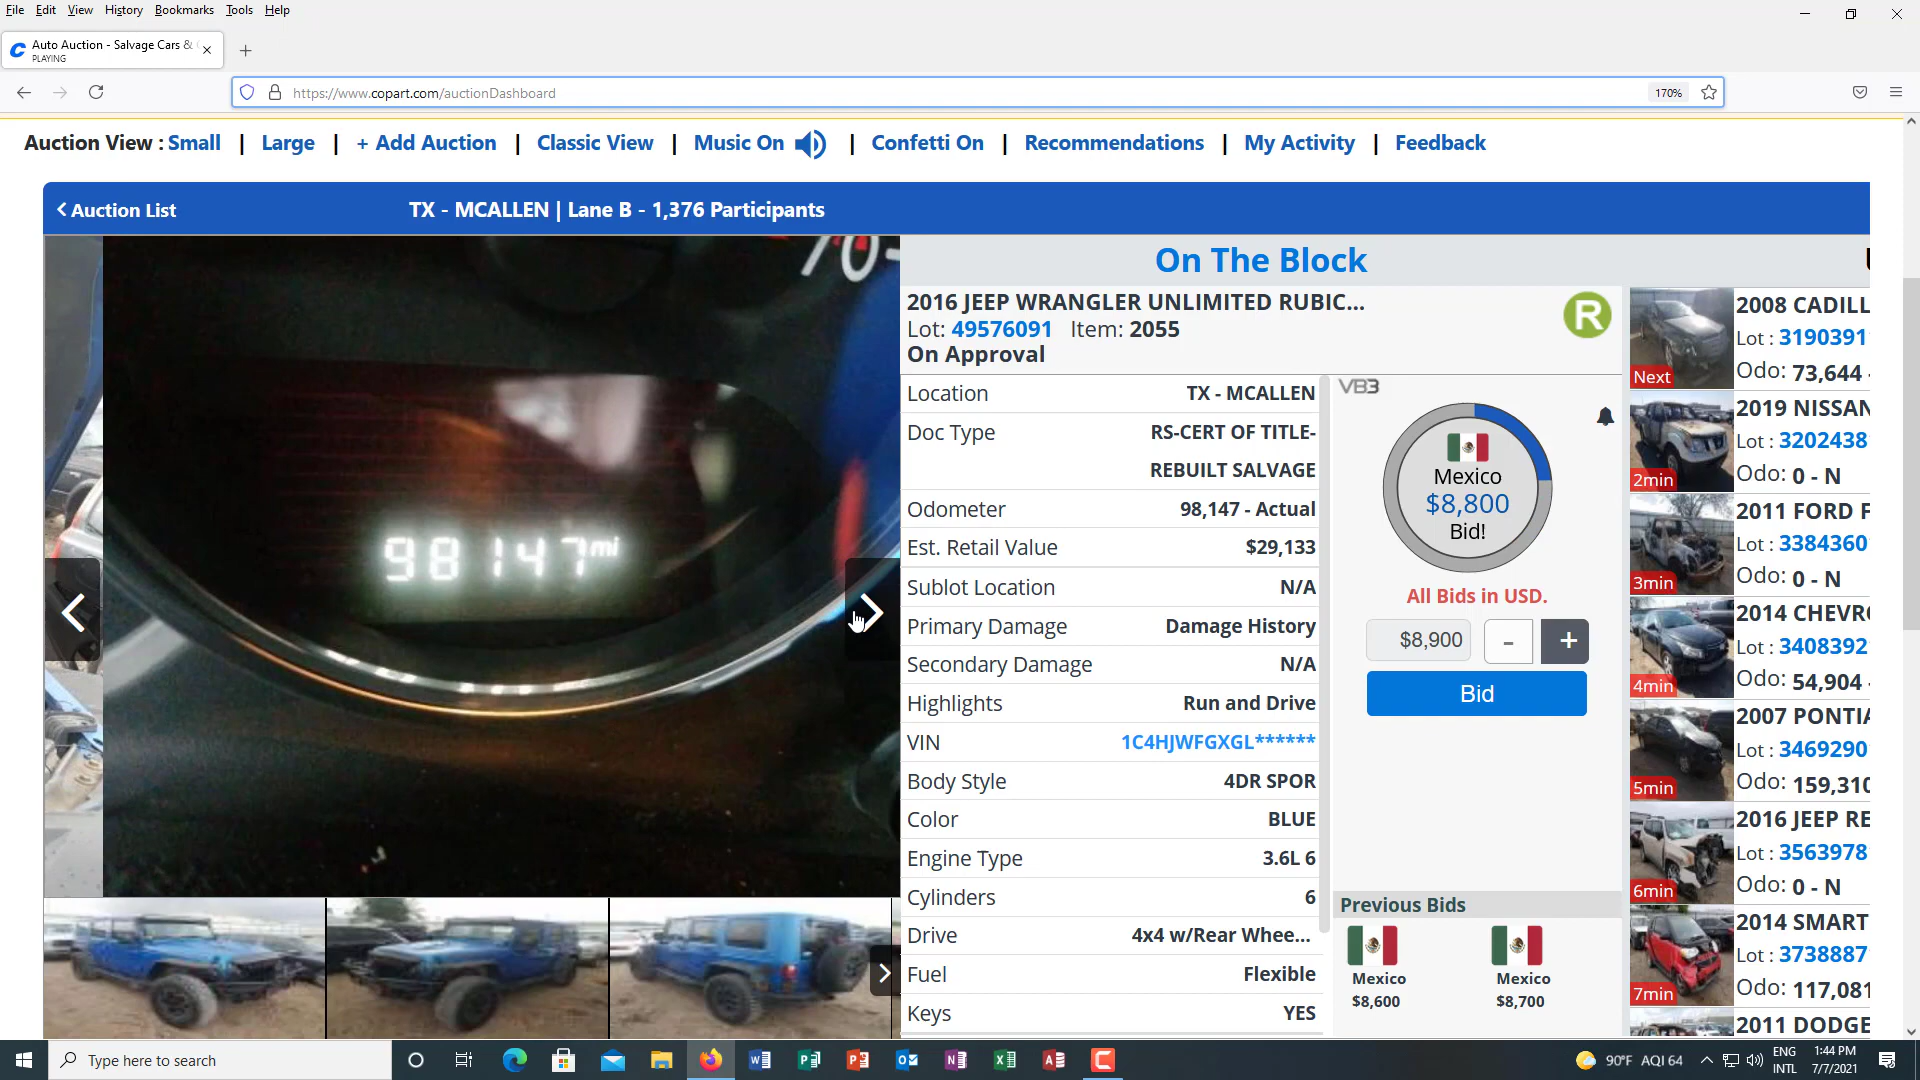 File Edit View History Bookmarks Tools Help
Auto Auction - Salvage Cars &
PLAYING
https://www.copart.com/auctionDashboard
170%
Auction View : Small | Large | + Add Auction | Classic View | Music On | Confetti On | Recommendations | My Activity | Feedback
Auction List
TX - MCALLEN | Lane B - 1,376 Participants
70-
98147mi
On The Block
2016 JEEP WRANGLER UNLIMITED RUBIC...
Lot: 49576091 Item: 2055
On Approval
R
Location TX - MCALLEN
Doc Type RS-CERT OF TITLE-
REBUILT SALVAGE
Odometer 98,147 - Actual
Est. Retail Value $29,133
Sublot Location N/A
Primary Damage Damage History
Secondary Damage N/A
Highlights Run and Drive
VIN 1C4HJWFGXGL******
Body Style 4DR SPOR
Color BLUE
Engine Type 3.6L 6
Cylinders 6
Drive 4x4 w/Rear Whee...
Fuel Flexible
Keys YES
VB3
Mexico
$8,800
Bid!
All Bids in USD.
$8,900 - +
Bid
Previous Bids
Mexico
$8,600
Mexico
$8,700
2008 CADILL
Lot : 3190391
Odo: 73,644 -
Next
2019 NISSAN
Lot : 3202438
Odo: 0 - N
2min
2011 FORD F
Lot : 3384360
Odo: 0 - N
3min
2014 CHEVR
Lot : 3408392
Odo: 54,904 -
4min
2007 PONTIA
Lot : 3469290
Odo: 159,310
5min
2016 JEEP RE
Lot : 3563978
Odo: 0 - N
6min
2014 SMART
Lot : 3738887
Odo: 117,081
7min
2011 DODGE
Type here to search
90°F AQI 64
ENG
INTL
1:44 PM
7/7/2021